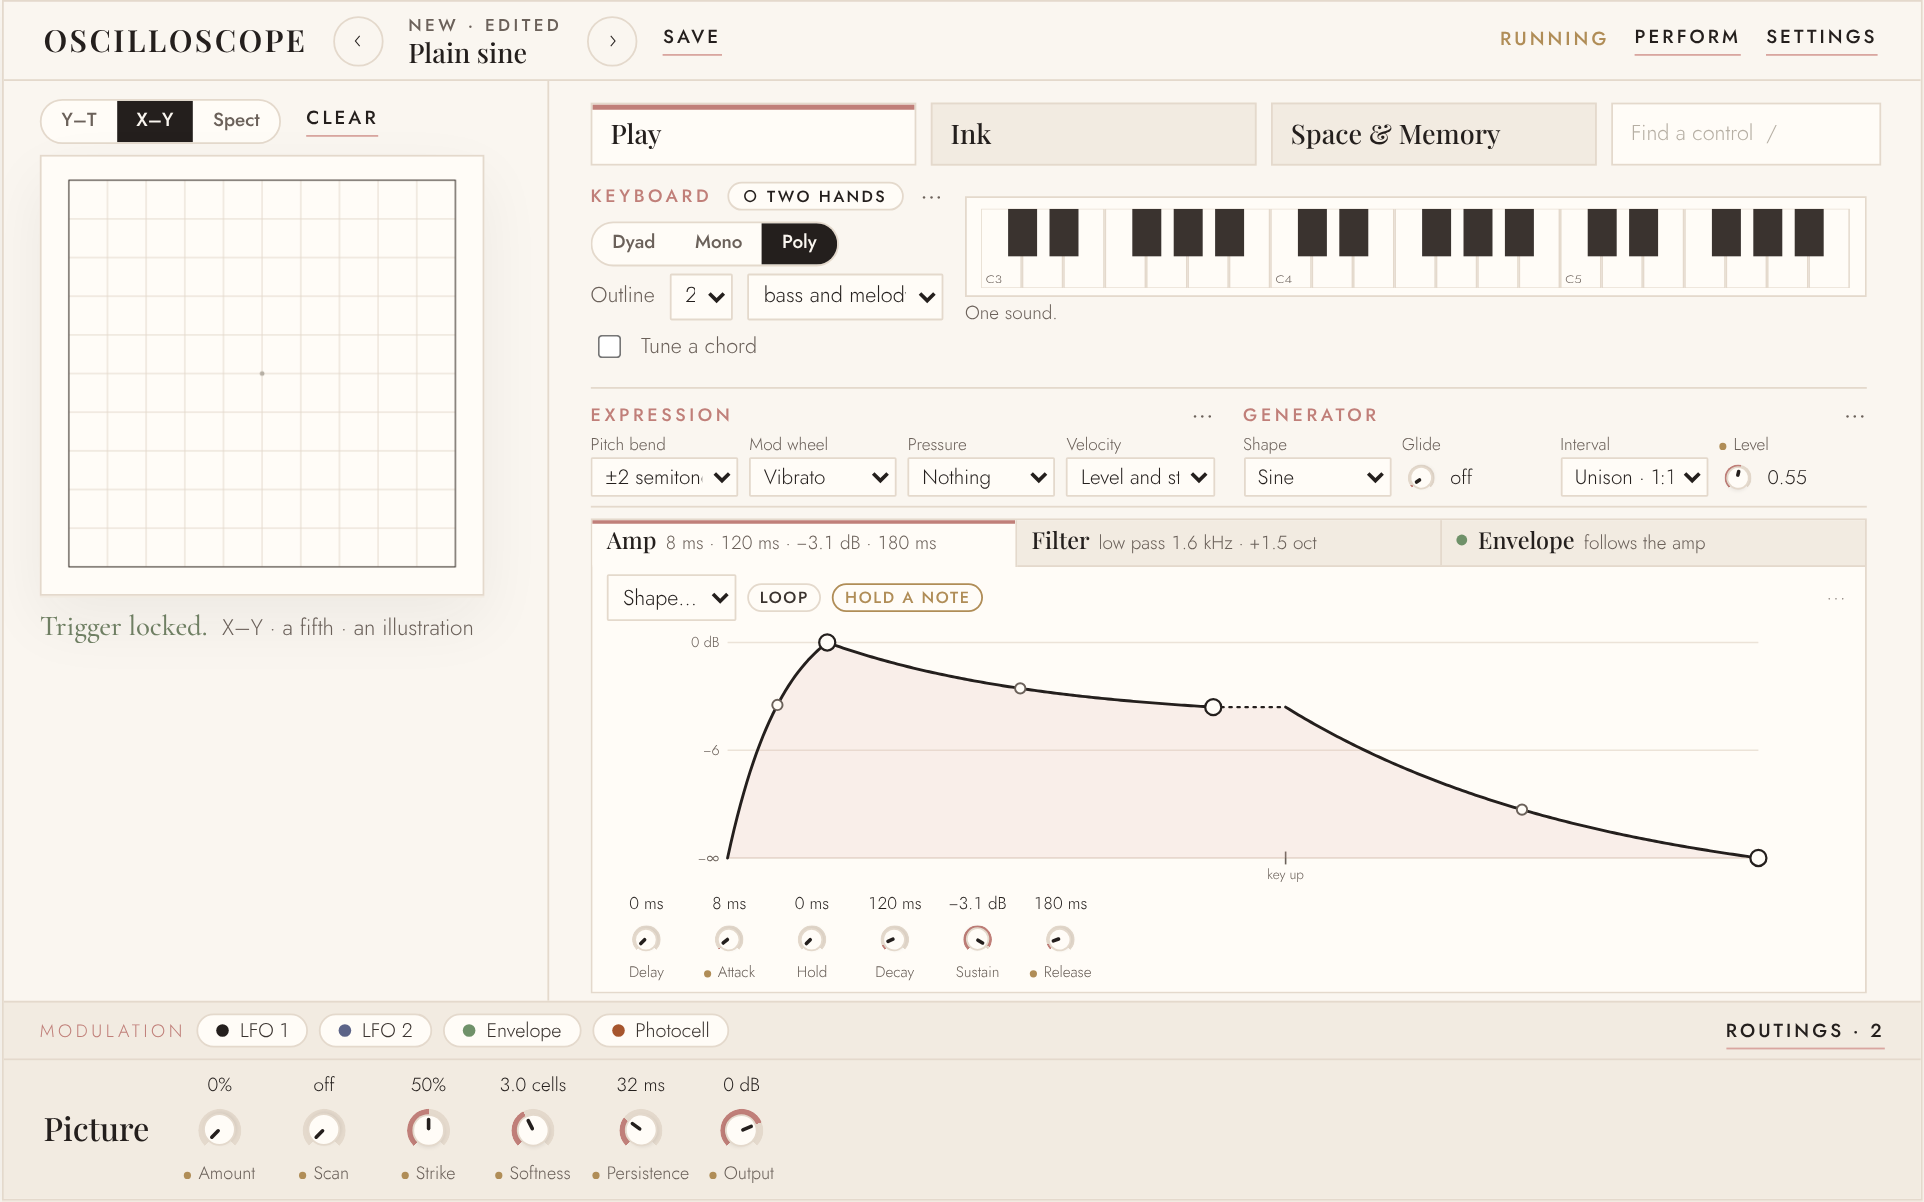 OSCILLOSCOPE
‹
NEW · EDITED
Plain sine
›
SAVE
RUNNING
PERFORM
SETTINGS
Y–T
X–Y
Spect
CLEAR
Trigger locked. X–Y · a fifth · an illustration
Play
Ink
Space & Memory
Find a control /
KEYBOARD
TWO HANDS
...
Dyad
Mono
Poly
Outline
2
bass and melod
Tune a chord
C3
C4
C5
One sound.
EXPRESSION
...
Pitch bend
Mod wheel
Pressure
Velocity
±2 semiton
Vibrato
Nothing
Level and st
GENERATOR
...
Shape
Glide
Interval
Level
Sine
off
Unison · 1:1
0.55
Amp 8 ms · 120 ms · −3.1 dB · 180 ms
Filter low pass 1.6 kHz · +1.5 oct
Envelope follows the amp
Shape...
LOOP
HOLD A NOTE
...
0 dB
−6
−∞
key up
0 ms
8 ms
0 ms
120 ms
−3.1 dB
180 ms
Delay
Attack
Hold
Decay
Sustain
Release
MODULATION
LFO 1
LFO 2
Envelope
Photocell
ROUTINGS · 2
Picture
0%
off
50%
3.0 cells
32 ms
0 dB
Amount
Scan
Strike
Softness
Persistence
Output